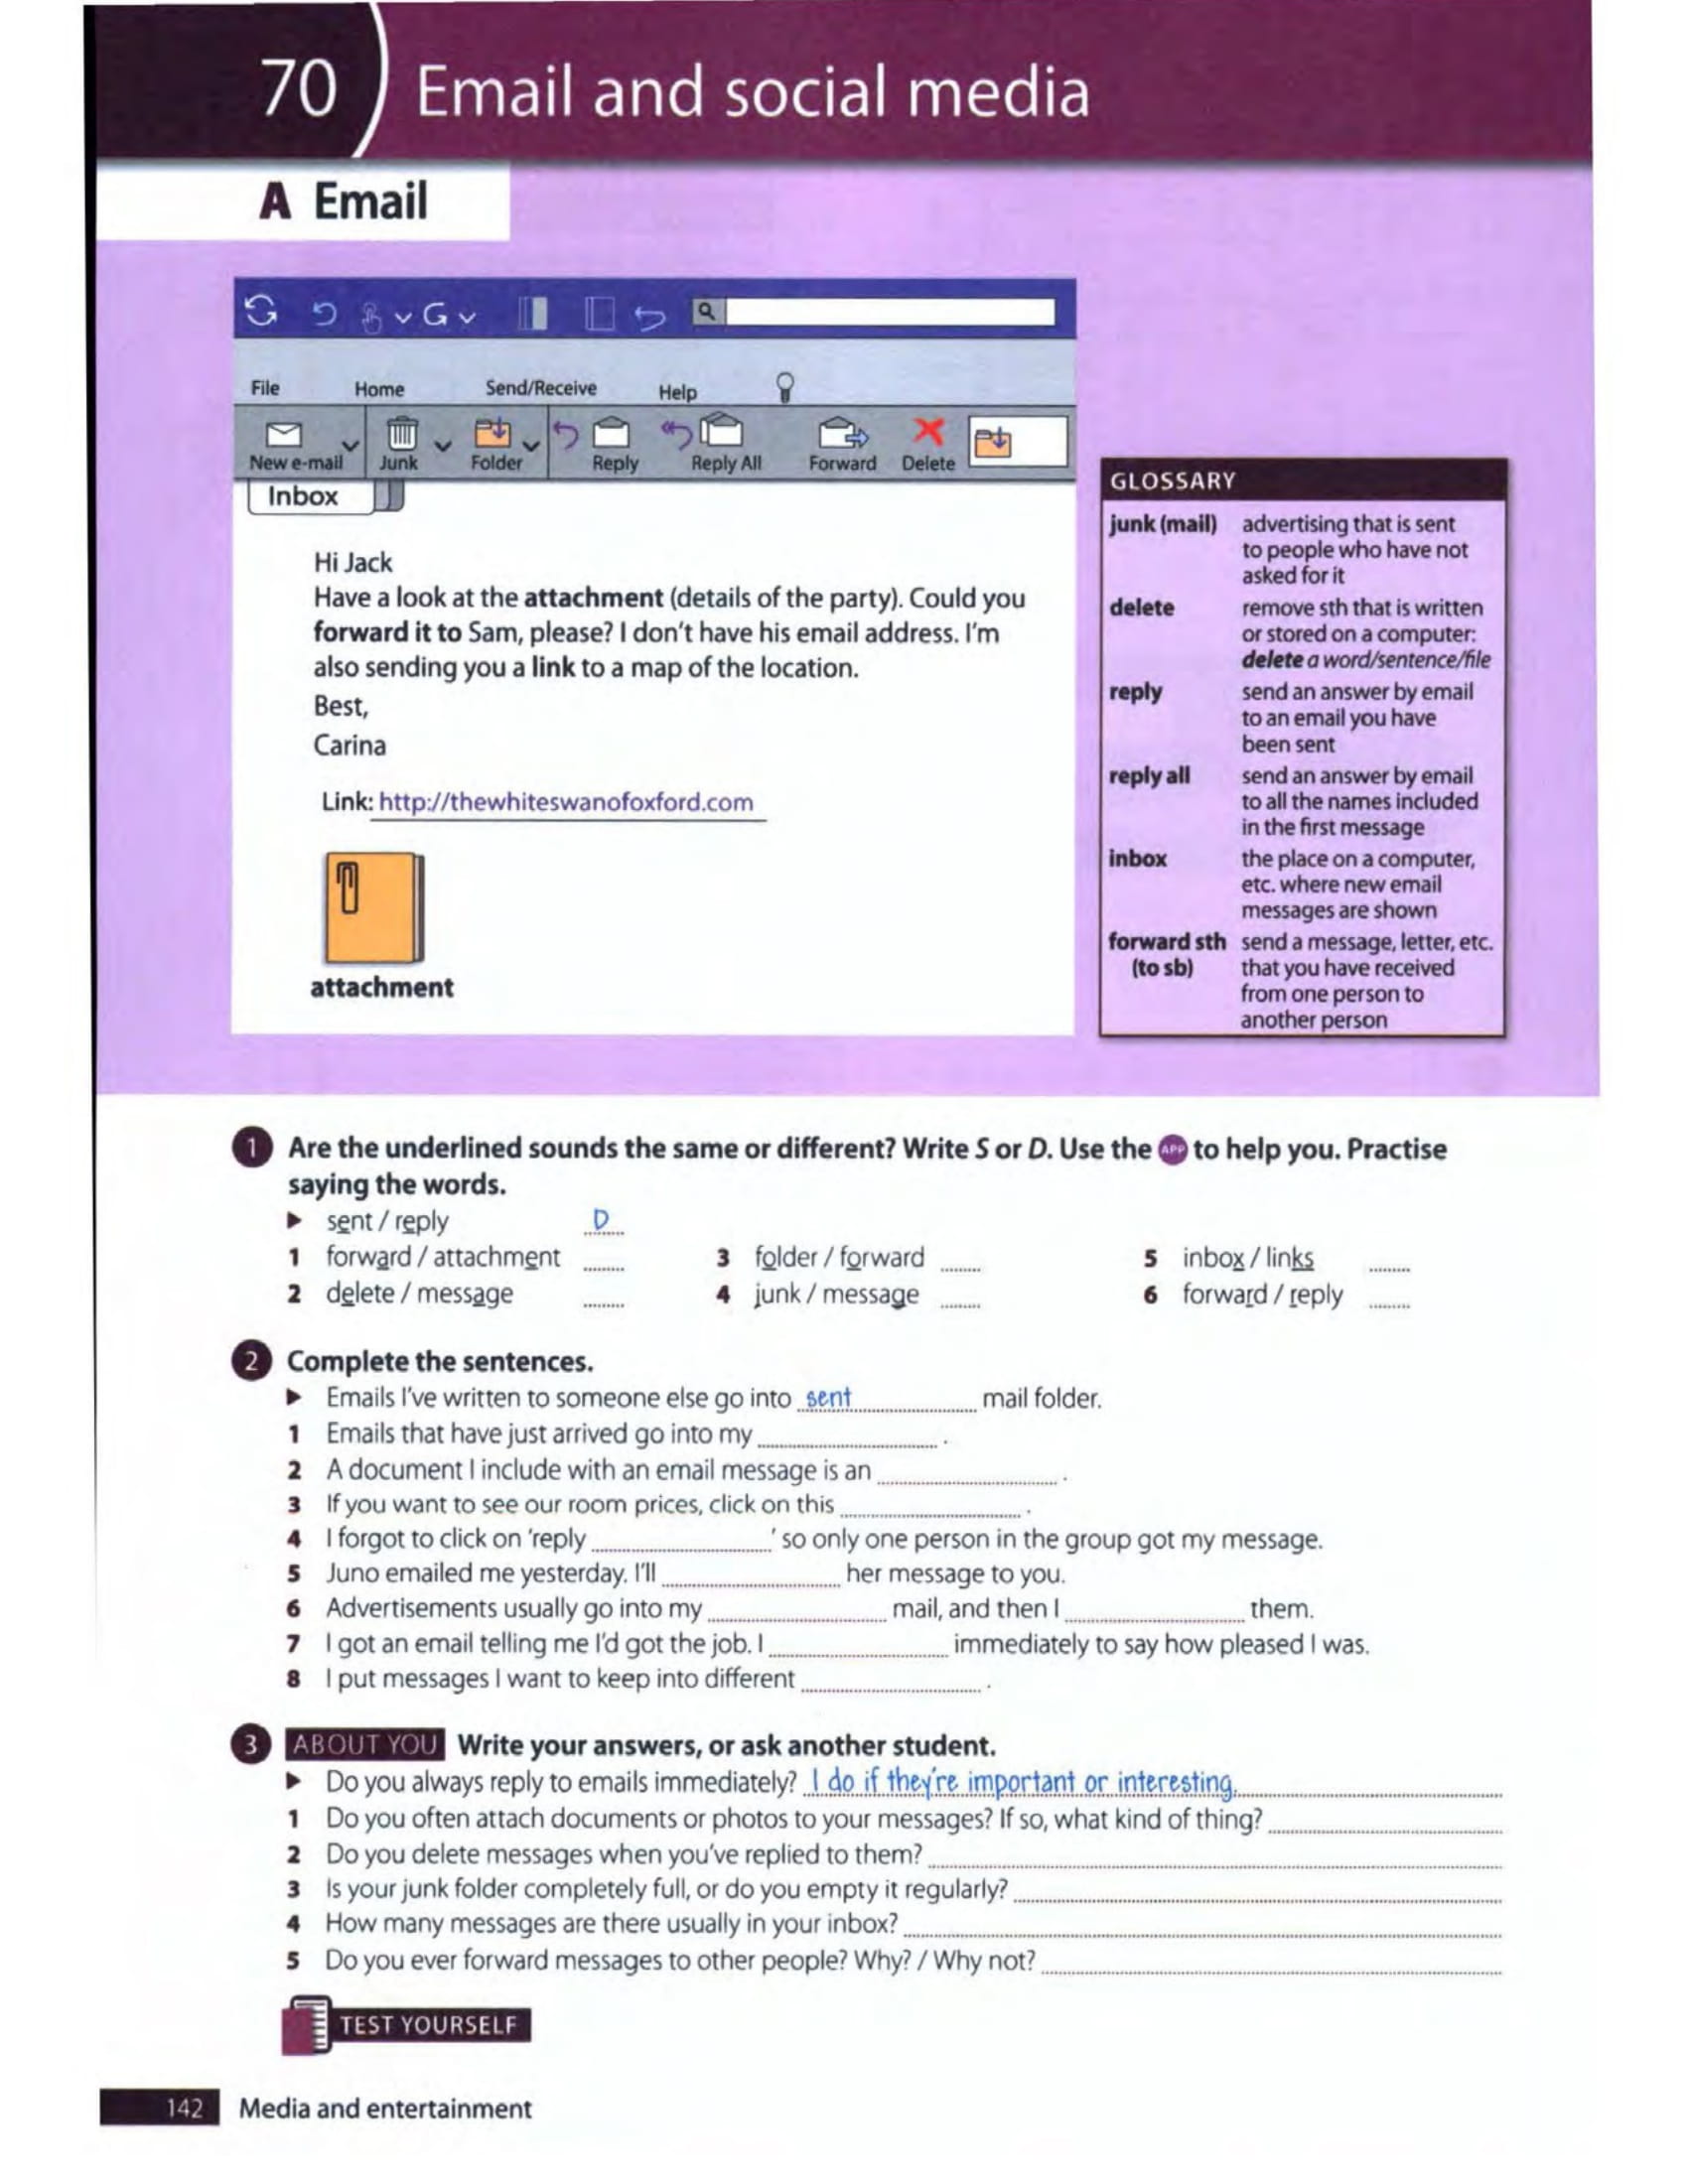 70 Email and social media
A Email
File Home Send/Receive Help
New e-mail Junk Folder Reply Reply All Forward Delete
Inbox
Hi Jack
Have a look at the attachment (details of the party). Could you
forward it to Sam, please? I don't have his email address. I'm
also sending you a link to a map of the location.
Best,
Carina
Link: http://thewhiteswanofoxford.com
attachment
GLOSSARY
junk (mail) advertising that is sent
to people who have not
asked for it
delete remove sth that is written
or stored on a computer:
delete a word/sentence/file
reply send an answer by email
to an email you have
been sent
reply all send an answer by email
to all the names included
in the first message
inbox the place on a computer,
etc. where new email
messages are shown
forward sth send a message, letter, etc.
(to sb) that you have received
from one person to
another person
1 Are the underlined sounds the same or different? Write S or D. Use the APP to help you. Practise
saying the words.
► sent / reply D
1 forward / attachment ........ 3 folder / forward ........ 5 inbox / links ........
2 delete / message ........ 4 junk / message ........ 6 forward / reply ........
2 Complete the sentences.
► Emails I've written to someone else go into sent mail folder.
1 Emails that have just arrived go into my ........ .
2 A document I include with an email message is an ........ .
3 If you want to see our room prices, click on this ........ .
4 I forgot to click on 'reply ........ ' so only one person in the group got my message.
5 Juno emailed me yesterday. I'll ........ her message to you.
6 Advertisements usually go into my ........ mail, and then I ........ them.
7 I got an email telling me I'd got the job. I ........ immediately to say how pleased I was.
8 I put messages I want to keep into different ........ .
3 ABOUT YOU Write your answers, or ask another student.
► Do you always reply to emails immediately? I do if they're important or interesting.
1 Do you often attach documents or photos to your messages? If so, what kind of thing? ........
2 Do you delete messages when you've replied to them? ........
3 Is your junk folder completely full, or do you empty it regularly? ........
4 How many messages are there usually in your inbox? ........
5 Do you ever forward messages to other people? Why? / Why not? ........
TEST YOURSELF
142 Media and entertainment